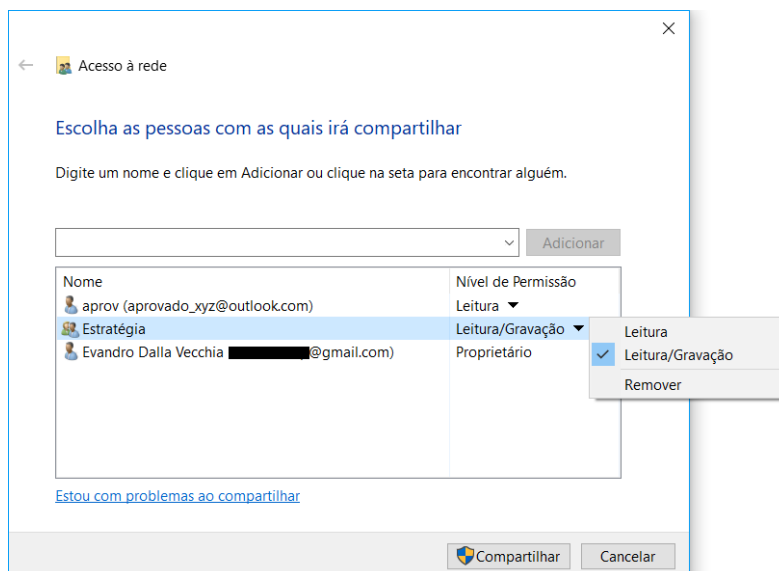 Acesso à rede
Escolha as pessoas com as quais irá compartilhar
Digite um nome e clique em Adicionar ou clique na seta para encontrar alguém.
Adicionar
Nome Nível de Permissão
aprov (aprovado_xyz@outlook.com) Leitura
Estratégia Leitura/Gravação
Evandro Dalla Vecchia @gmail.com) Proprietário
Leitura
Leitura/Gravação
Remover
Estou com problemas ao compartilhar
Compartilhar Cancelar